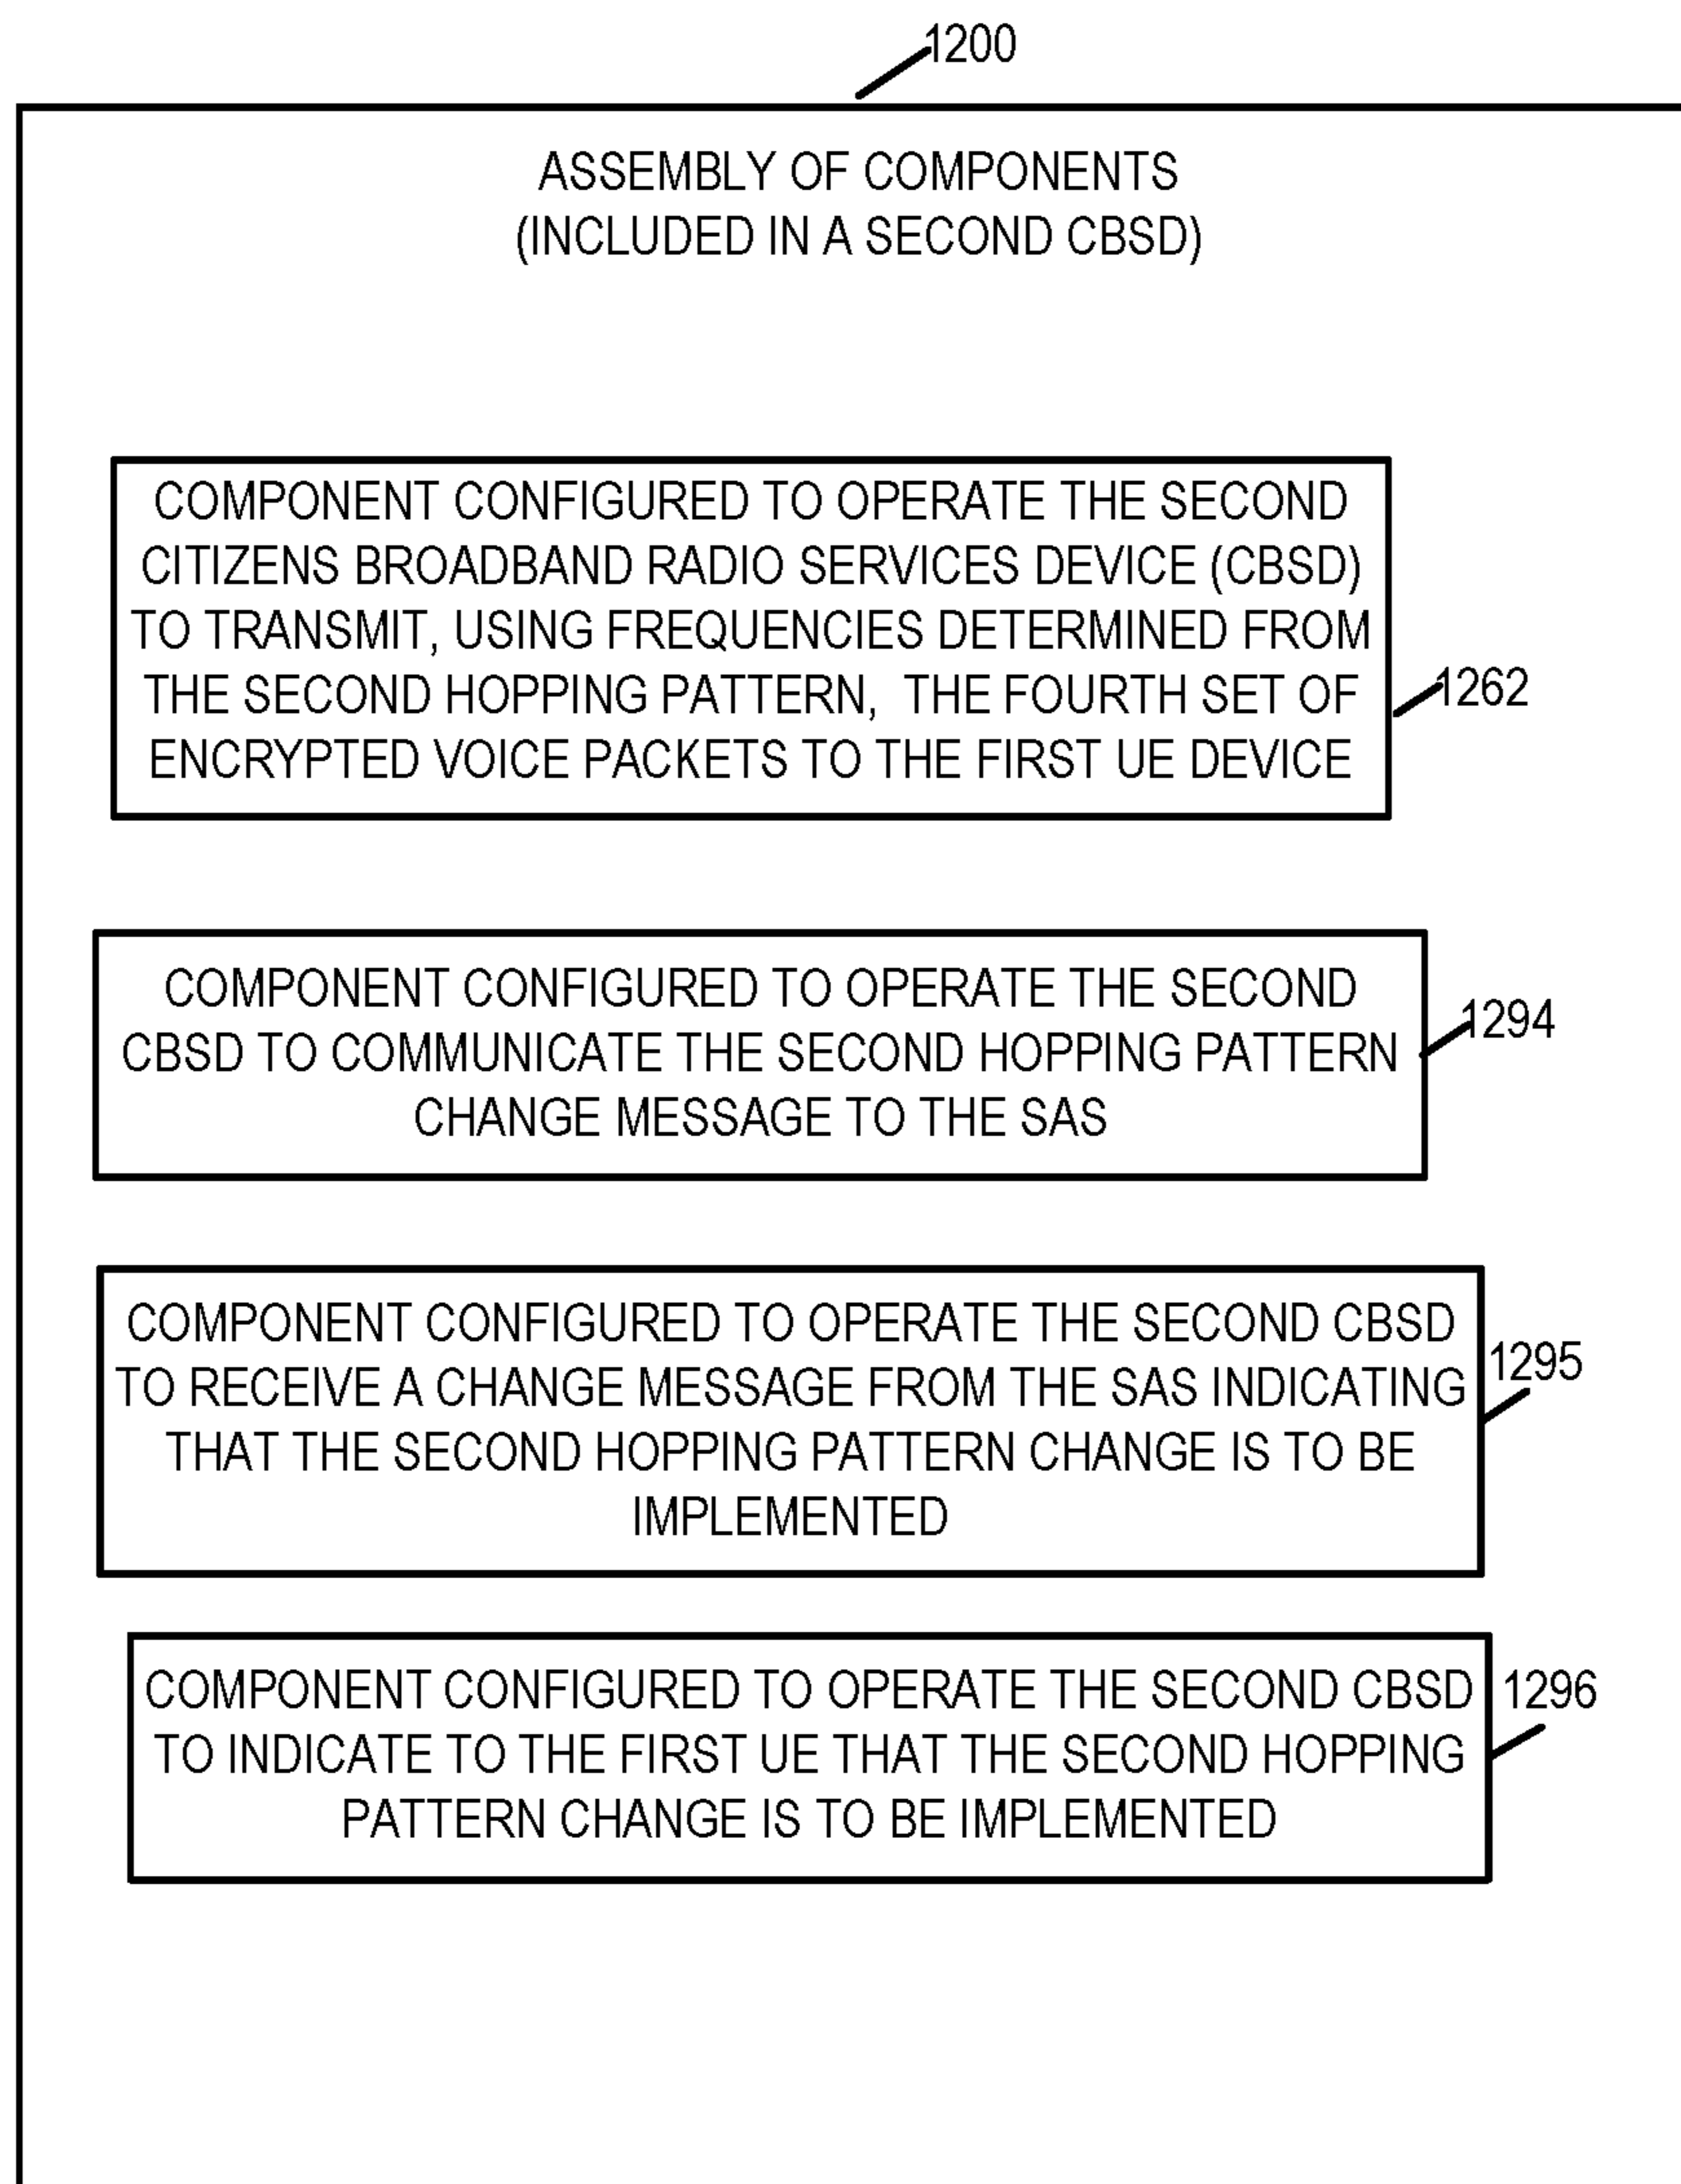 1200
ASSEMBLY OF COMPONENTS
(INCLUDED IN A SECOND CBSD)
COMPONENT CONFIGURED TO OPERATE THE SECOND
CITIZENS BROADBAND RADIO SERVICES DEVICE (CBSD)
TO TRANSMIT, USING FREQUENCIES DETERMINED FROM
THE SECOND HOPPING PATTERN, THE FOURTH SET OF
ENCRYPTED VOICE PACKETS TO THE FIRST UE DEVICE
1262
COMPONENT CONFIGURED TO OPERATE THE SECOND
CBSD TO COMMUNICATE THE SECOND HOPPING PATTERN
CHANGE MESSAGE TO THE SAS
1294
COMPONENT CONFIGURED TO OPERATE THE SECOND CBSD
TO RECEIVE A CHANGE MESSAGE FROM THE SAS INDICATING
THAT THE SECOND HOPPING PATTERN CHANGE IS TO BE
IMPLEMENTED
1295
COMPONENT CONFIGURED TO OPERATE THE SECOND CBSD
TO INDICATE TO THE FIRST UE THAT THE SECOND HOPPING
PATTERN CHANGE IS TO BE IMPLEMENTED
1296